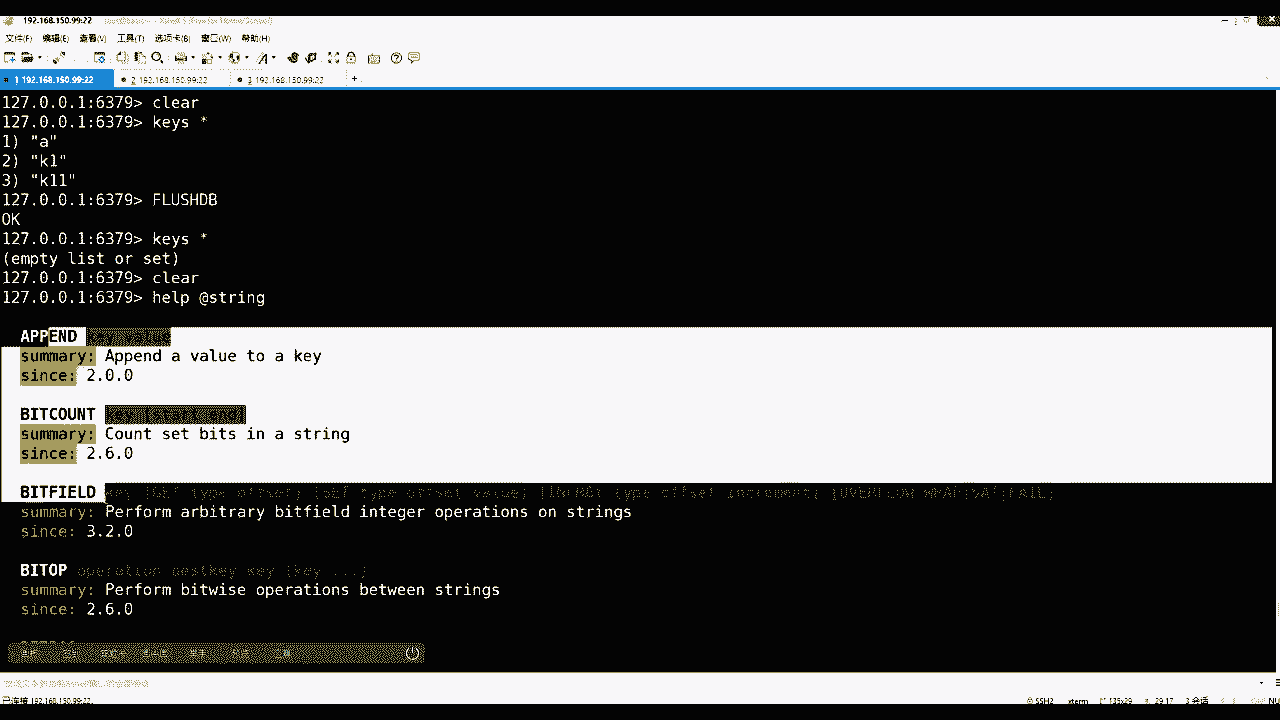 192.168.150.99:22
文件(F) 编辑(E) 查看(V) 工具(T) 选项卡(B) 窗口(W) 帮助(H)
1 192.168.150.99:22 2 192.168.150.99:22 3 192.168.150.99:22 +
127.0.0.1:6379> clear
127.0.0.1:6379> keys *
1) "a"
2) "k1"
3) "k11"
127.0.0.1:6379> FLUSHDB
OK
127.0.0.1:6379> keys *
(empty list or set)
127.0.0.1:6379> clear
127.0.0.1:6379> help @string
APPEND key value
summary: Append a value to a key
since: 2.0.0
BITCOUNT
summary: Count set bits in a string
since: 2.6.0
BITFIELD key [GET type offset] [SET type offset value] [INCRBY type offset increment] [OVERFLOW WRAP|SAT|FAIL]
summary: Perform arbitrary bitfield integer operations on strings
since: 3.2.0
BITOP operation destkey key [key ...]
summary: Perform bitwise operations between strings
since: 2.6.0
已连接 192.168.150.99:22. SSH2 xterm 135x29 29,17 3 会话